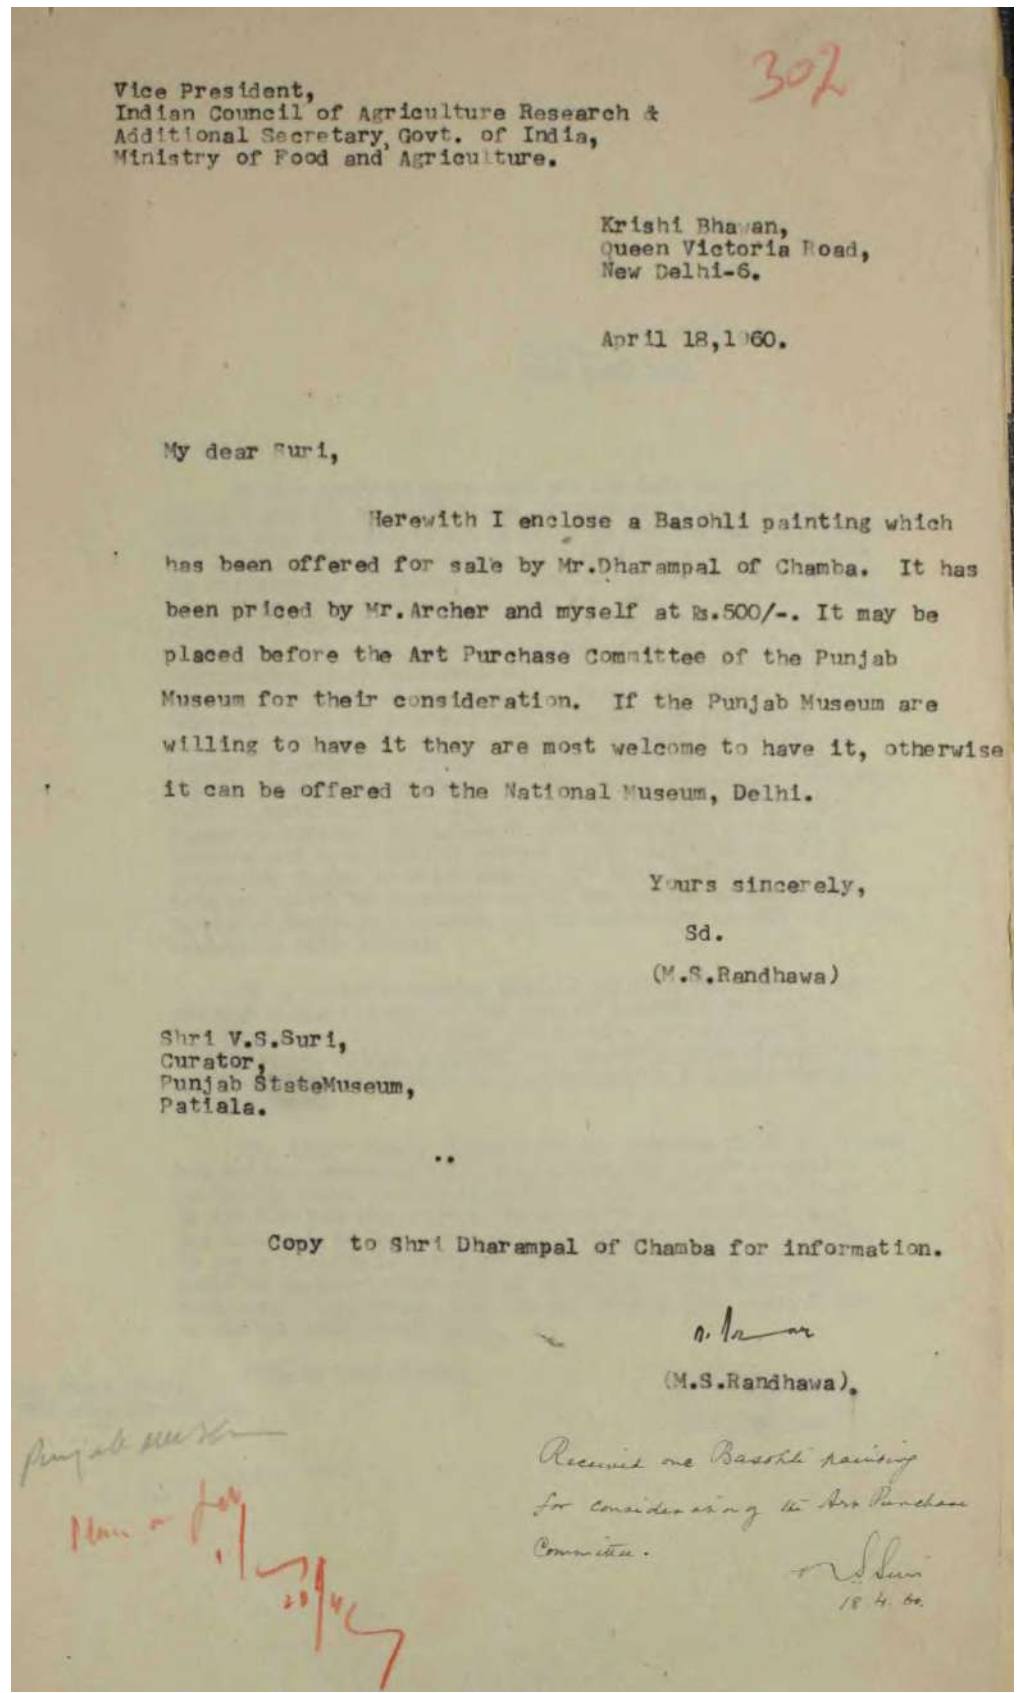 302
Vice President,
Indian Council of Agriculture Research &
Additional Secretary, Govt. of India,
Ministry of Food and Agriculture.
Krishi Bhawan,
Queen Victoria Road,
New Delhi-6.
April 18,1960.
My dear Suri,
Herewith I enclose a Basohli painting which
has been offered for sale by Mr.Dharampal of Chamba. It has
been priced by Mr.Archer and myself at Rs.500/-. It may be
placed before the Art Purchase Committee of the Punjab
Museum for their consideration. If the Punjab Museum are
willing to have it they are most welcome to have it, otherwise
it can be offered to the National Museum, Delhi.
Yours sincerely,
Sd.
(M.S.Randhawa)
Shri V.S.Suri,
Curator,
Punjab StateMuseum,
Patiala.
..
Copy to Shri Dharampal of Chamba for information.
(M.S.Randhawa).
Punjab Museum
Received one Basohli painting
for consideration of the Art Purchase
Committee.
V.S.Suri
18.4.60.